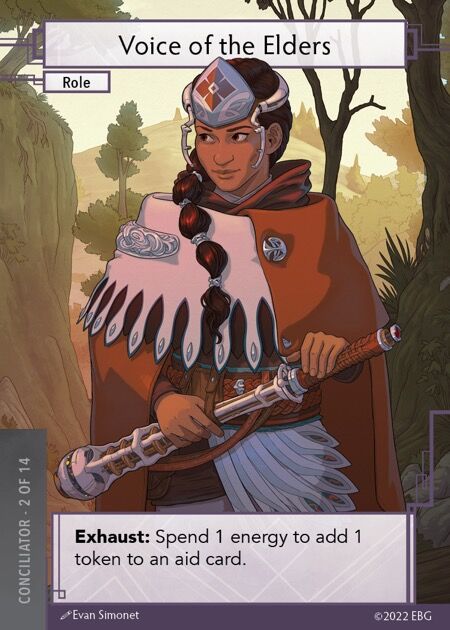 Voice of the Elders
Role
Exhaust: Spend 1 energy to add 1
token to an aid card.
CONCILIATOR - 2 OF 14
Evan Simonet
©2022 EBG